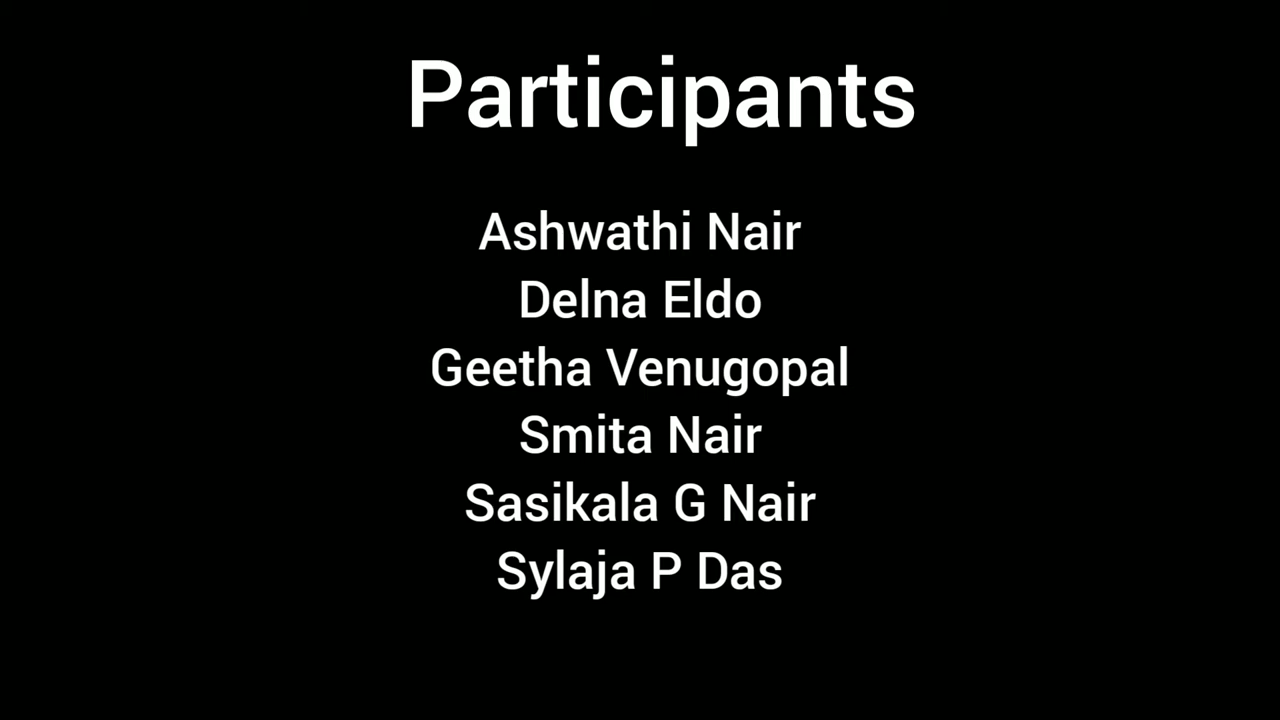 Participants
Ashwathi Nair
Delna Eldo
Geetha Venugopal
Smita Nair
Sasikala G Nair
Sylaja P Das